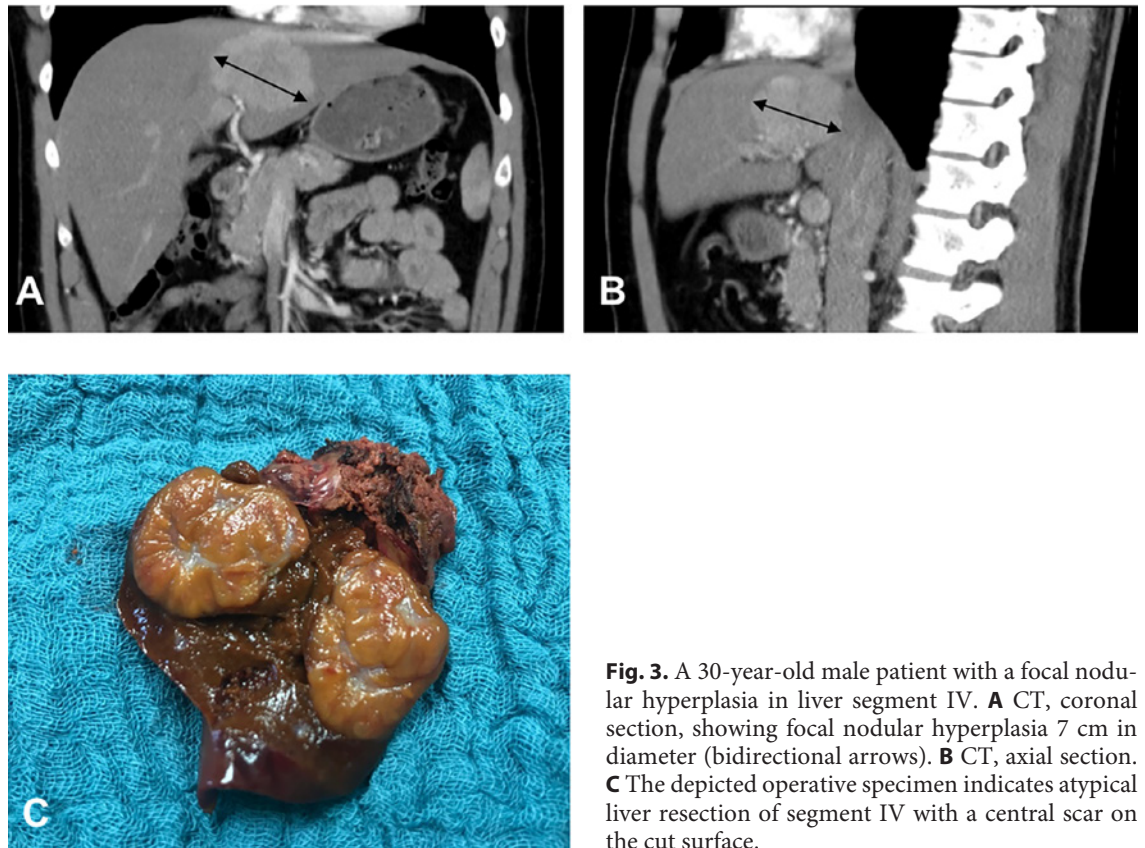 A
B
C
Fig. 3. A 30-year-old male patient with a focal nodu-
lar hyperplasia in liver segment IV. A CT, coronal
section, showing focal nodular hyperplasia 7 cm in
diameter (bidirectional arrows). B CT, axial section.
C The depicted operative specimen indicates atypical
liver resection of segment IV with a central scar on
the cut surface.